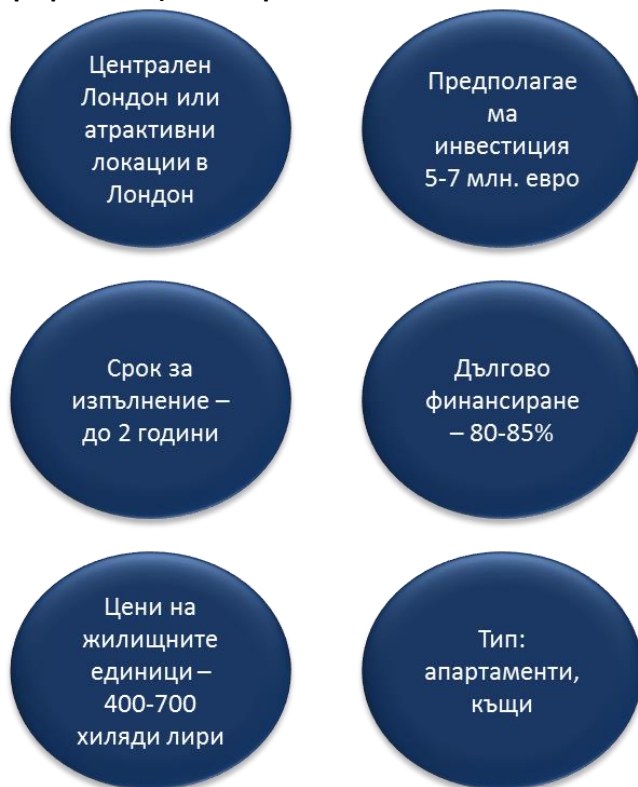 Централен
Лондон или
атрактивни
локации в
Лондон
Предполагае
ма
инвестиция
5-7 млн. евро
Срок за
изпълнение –
до 2 години
Дългово
финансиране
– 80-85%
Цени на
жилищните
единици –
400-700
хиляди лири
Тип:
апартаменти,
къщи